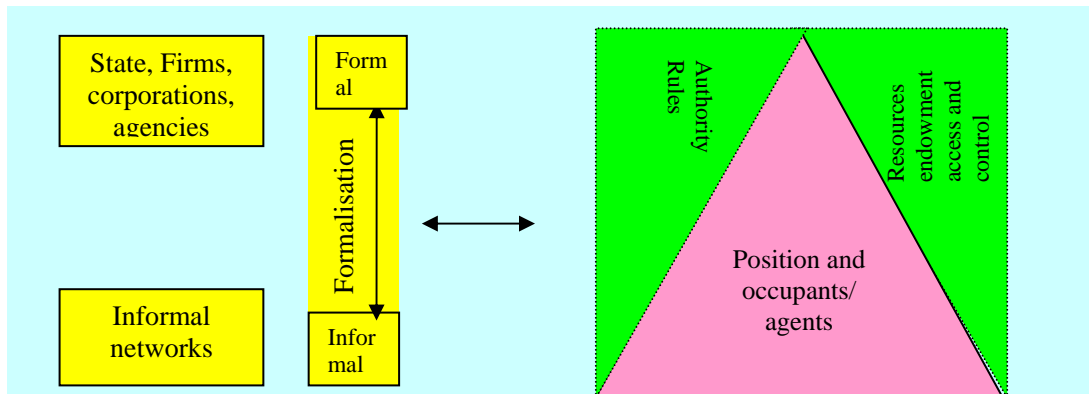 State, Firms,
corporations,
agencies
Form
al
Formalisation
Informal
networks
Infor
mal
Authority
Rules
Resources
endowment
access and
control
Position and
occupants/
agents